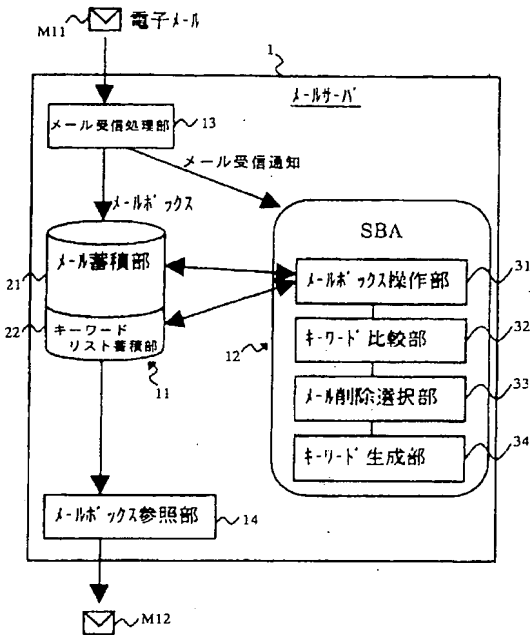 M11
電子メール
1
メールサーバ
メール受信処理部
13
メール受信通知
メールボックス
SBA
メール蓄積部
21
メールボックス操作部
31
22
キーワード
リスト蓄積部
キーワード比較部
32
12
11
メール削除選択部
33
キーワード生成部
34
メールボックス参照部
14
M12